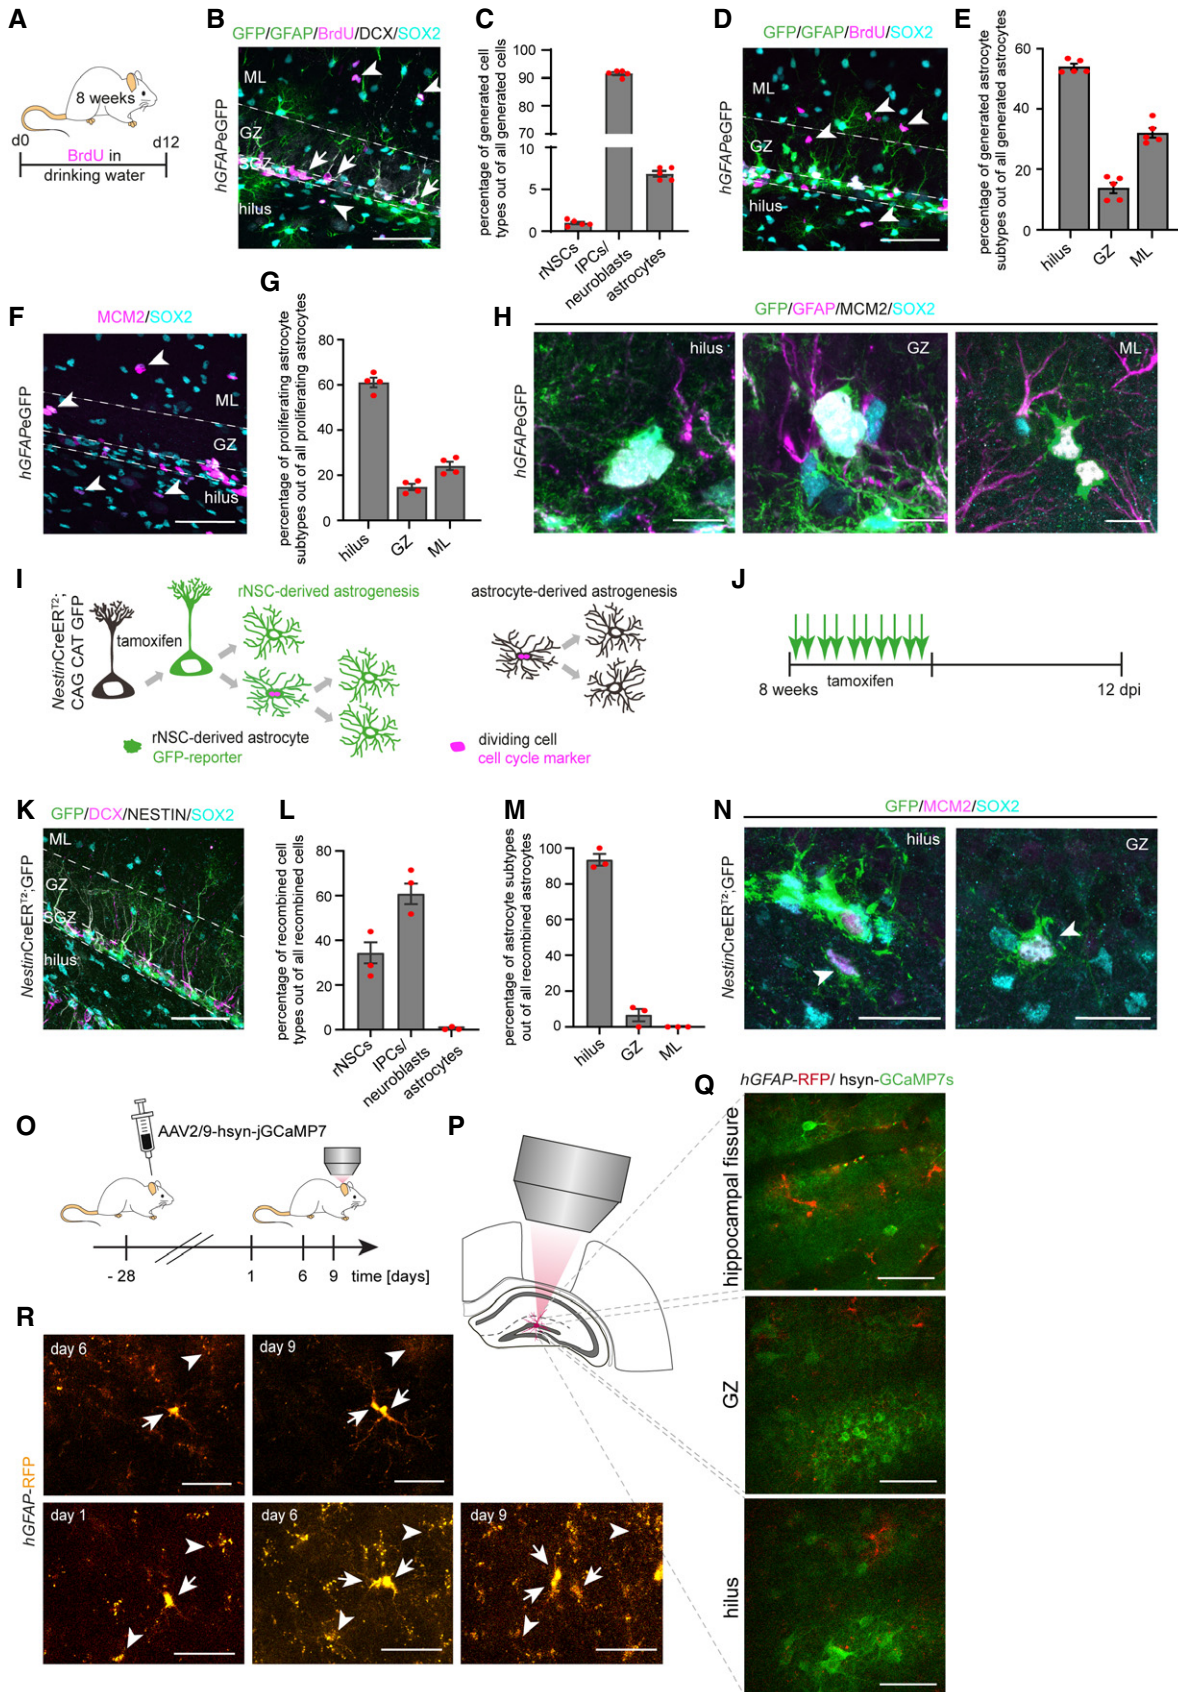 A
8 weeks
d0
d12
BrdU in
drinking water
B
GFP/GFAP/BrdU/DCX/SOX2
hGFAPeGFP
ML
GZ
SGZ
hilus
C
percentage of generated cell
types out of all generated cells
100
90
80
70
10
5
0
rNSCs
IPCs/
neuroblasts
astrocytes
D
GFP/GFAP/BrdU/SOX2
hGFAPeGFP
ML
GZ
hilus
E
percentage of generated astrocyte
subtypes out of all generated astrocytes
60
40
20
0
hilus
GZ
ML
F
MCM2/SOX2
ML
GZ
hilus
G
percentage of proliferating astrocyte
subtypes out of all proliferating astrocytes
80
60
40
20
0
hilus
GZ
ML
H
GFP/GFAP/MCM2/SOX2
hGFAPeGFP
hilus
GZ
ML
I
NestinCreERT2;
CAG CAT GFP
tamoxifen
rNSC-derived astrogenesis
astrocyte-derived astrogenesis
rNSC-derived astrocyte
GFP-reporter
dividing cell
cell cycle marker
J
8 weeks
tamoxifen
12 dpi
K
GFP/DCX/NESTIN/SOX2
NestinCreERT2;GFP
ML
GZ
SGZ
hilus
L
percentage of recombined cell
types out of all recombined cells
80
60
40
20
0
rNSCs
IPCs/
neuroblasts
astrocytes
M
percentage of astrocyte subtypes
out of all recombined astrocytes
100
80
60
40
20
0
hilus
GZ
ML
N
GFP/MCM2/SOX2
NestinCreERT2;GFP
hilus
GZ
O
AAV2/9-hsyn-jGCaMP7
- 28
1
6
9
time [days]
P
Q
hGFAP-RFP/ hsyn-GCaMP7s
hippocampal fissure
GZ
hilus
R
hGFAP-RFP
day 6
day 9
day 1
day 6
day 9